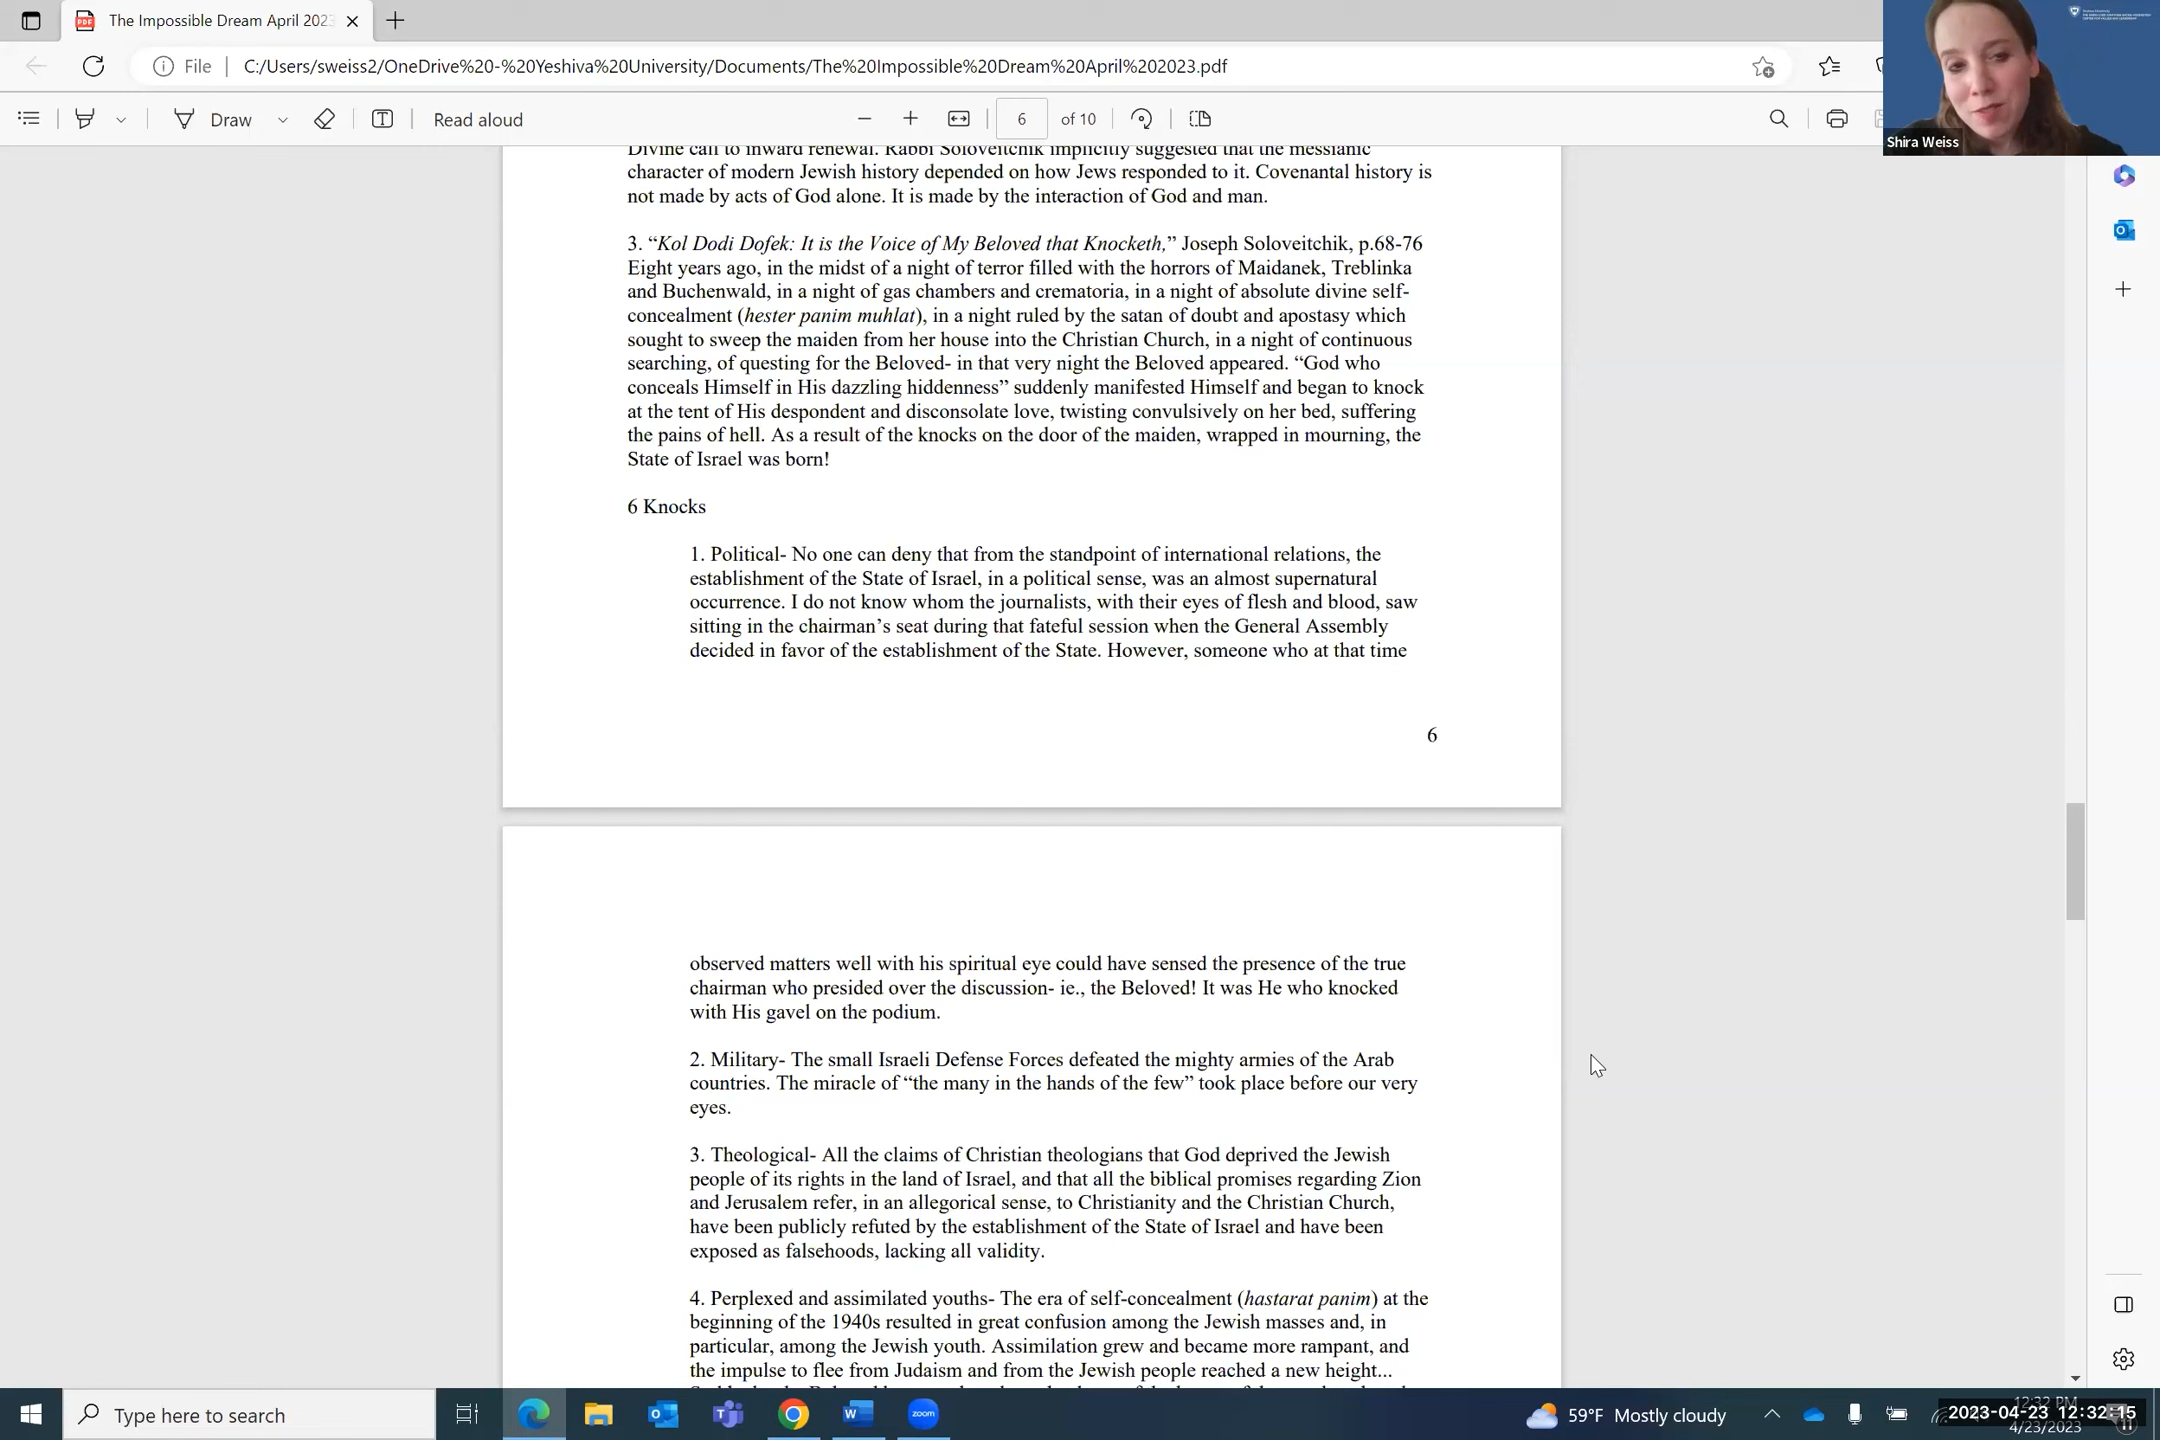 The Impossible Dream April 2023
File
C:/Users/sweiss2/OneDrive%20-%20Yeshiva%20University/Documents/The%20Impossible%20Dream%20April%202023.pdf
Draw
Read aloud
6
of 10
Shira Weiss
Divine call to inward renewal. Rabbi Soloveitchik implicitly suggested that the messianic
character of modern Jewish history depended on how Jews responded to it. Covenantal history is
not made by acts of God alone. It is made by the interaction of God and man.
3. “Kol Dodi Dofek: It is the Voice of My Beloved that Knocketh,” Joseph Soloveitchik, p.68-76
Eight years ago, in the midst of a night of terror filled with the horrors of Maidanek, Treblinka
and Buchenwald, in a night of gas chambers and crematoria, in a night of absolute divine self-
concealment (hester panim muhlat), in a night ruled by the satan of doubt and apostasy which
sought to sweep the maiden from her house into the Christian Church, in a night of continuous
searching, of questing for the Beloved- in that very night the Beloved appeared. “God who
conceals Himself in His dazzling hiddenness” suddenly manifested Himself and began to knock
at the tent of His despondent and disconsolate love, twisting convulsively on her bed, suffering
the pains of hell. As a result of the knocks on the door of the maiden, wrapped in mourning, the
State of Israel was born!
6 Knocks
1. Political- No one can deny that from the standpoint of international relations, the
establishment of the State of Israel, in a political sense, was an almost supernatural
occurrence. I do not know whom the journalists, with their eyes of flesh and blood, saw
sitting in the chairman’s seat during that fateful session when the General Assembly
decided in favor of the establishment of the State. However, someone who at that time
6
observed matters well with his spiritual eye could have sensed the presence of the true
chairman who presided over the discussion- ie., the Beloved! It was He who knocked
with His gavel on the podium.
2. Military- The small Israeli Defense Forces defeated the mighty armies of the Arab
countries. The miracle of “the many in the hands of the few” took place before our very
eyes.
3. Theological- All the claims of Christian theologians that God deprived the Jewish
people of its rights in the land of Israel, and that all the biblical promises regarding Zion
and Jerusalem refer, in an allegorical sense, to Christianity and the Christian Church,
have been publicly refuted by the establishment of the State of Israel and have been
exposed as falsehoods, lacking all validity.
4. Perplexed and assimilated youths- The era of self-concealment (hastarat panim) at the
beginning of the 1940s resulted in great confusion among the Jewish masses and, in
particular, among the Jewish youth. Assimilation grew and became more rampant, and
the impulse to flee from Judaism and from the Jewish people reached a new height...
Type here to search
zoom
59°F Mostly cloudy
12:32 PM
2023-04-23 12:32:15
4/23/2023